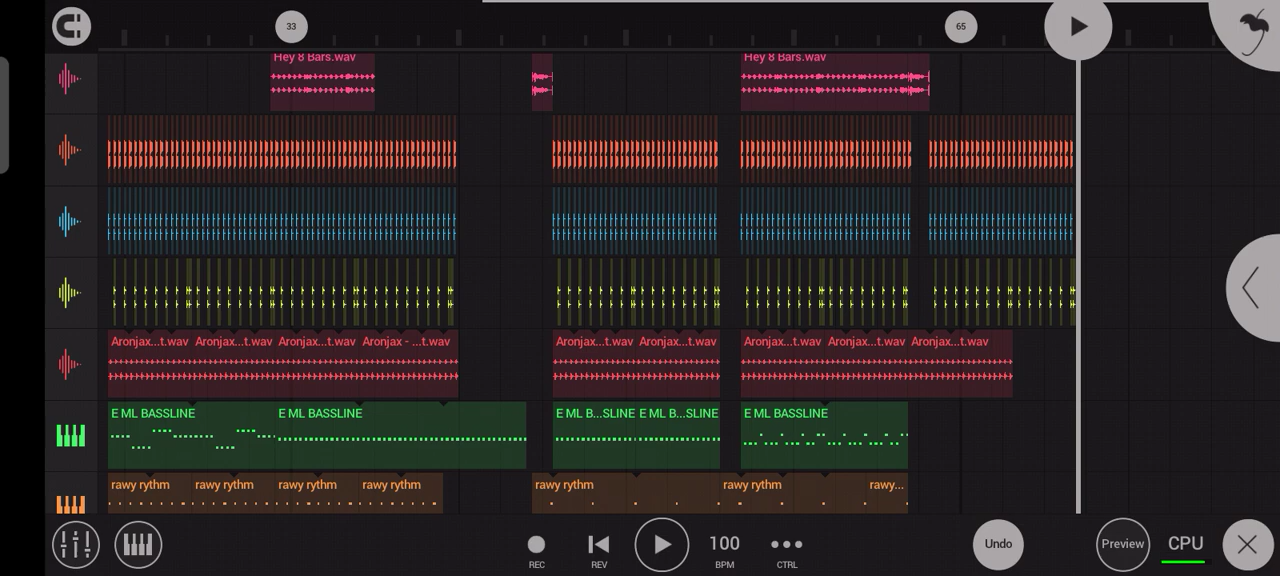 33
65
Hey 8 Bars.wav
Hey 8 Bars.wav
Aronjax...t.wav Aronjax...t.wav Aronjax...t.wav Aronjax - ...t.wav
Aronjax...t.wav Aronjax...t.wav
Aronjax...t.wav Aronjax...t.wav Aronjax...t.wav
E ML BASSLINE E ML BASSLINE
E ML B...SLINE E ML B...SLINE
E ML BASSLINE
rawy rythm rawy rythm rawy rythm rawy rythm
rawy rythm rawy rythm rawy...
REC
REV
100
BPM
CTRL
Undo
Preview
CPU